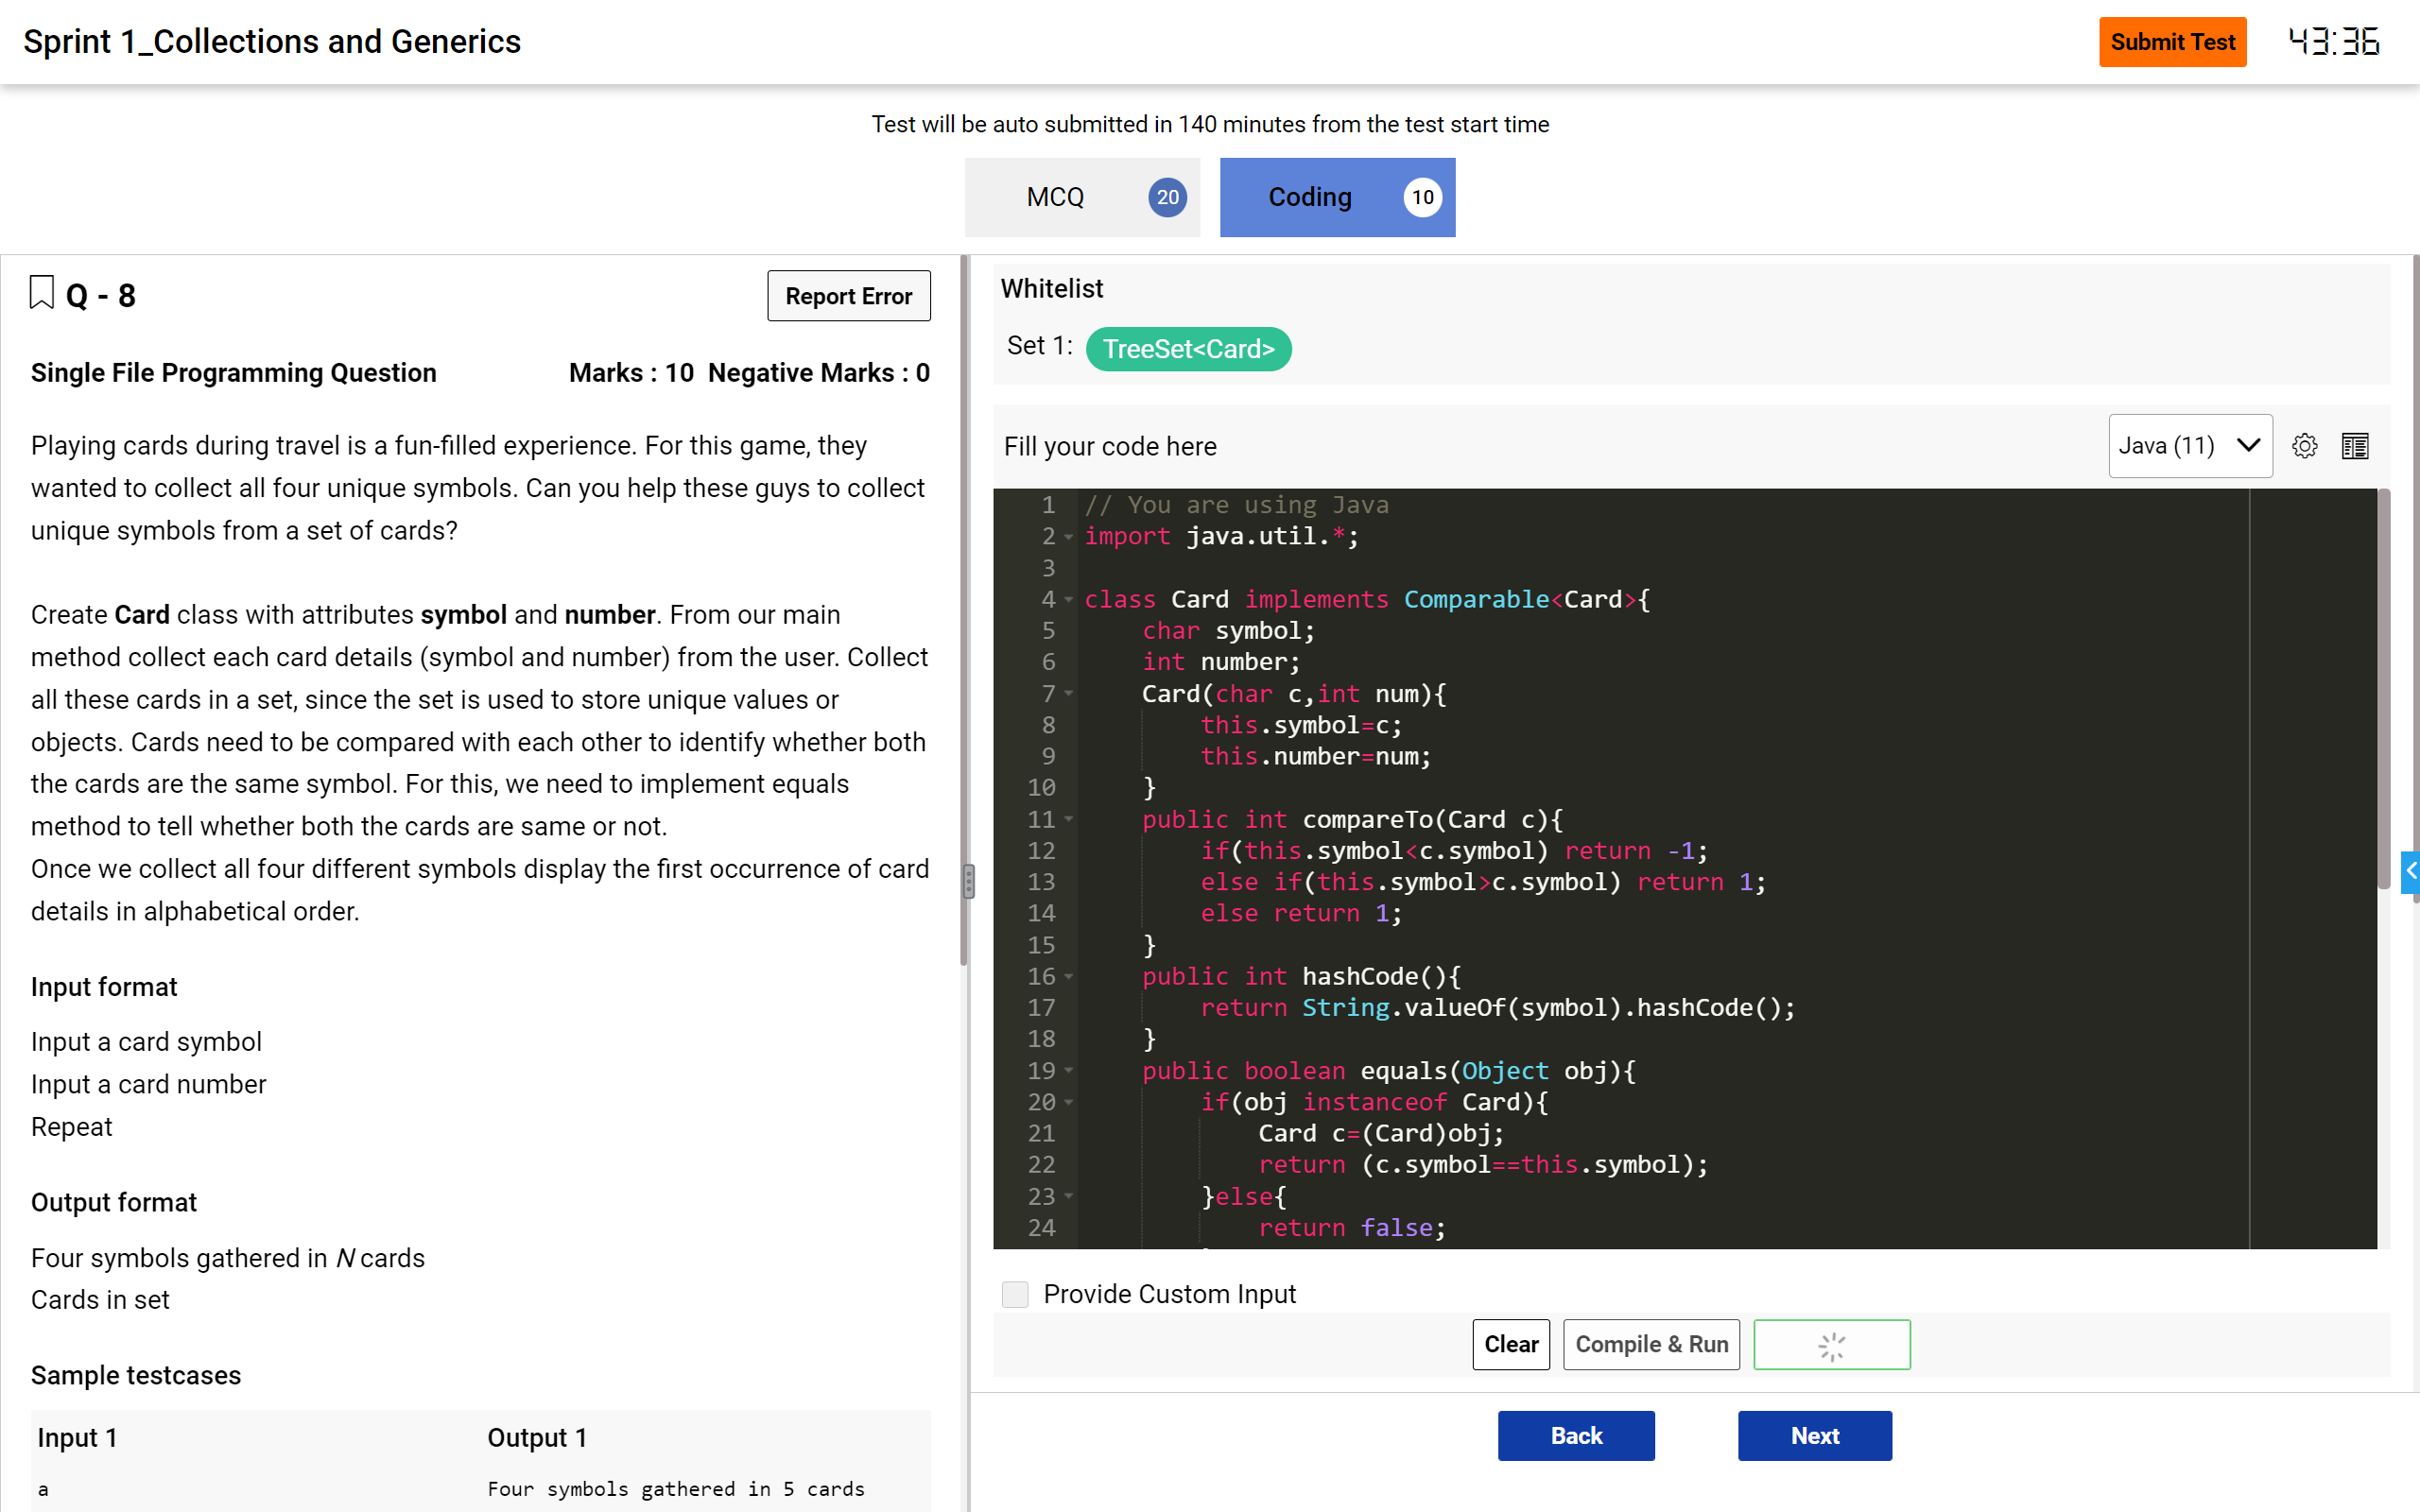 Sprint 1_Collections and Generics
Submit Test
43:36
Test will be auto submitted in 140 minutes from the test start time
MCQ 20
Coding 10
Q - 8
Report Error
Single File Programming Question
Marks : 10 Negative Marks : 0
Playing cards during travel is a fun-filled experience. For this game, they
wanted to collect all four unique symbols. Can you help these guys to collect
unique symbols from a set of cards?
Create Card class with attributes symbol and number. From our main
method collect each card details (symbol and number) from the user. Collect
all these cards in a set, since the set is used to store unique values or
objects. Cards need to be compared with each other to identify whether both
the cards are the same symbol. For this, we need to implement equals
method to tell whether both the cards are same or not.
Once we collect all four different symbols display the first occurrence of card
details in alphabetical order.
Input format
Input a card symbol
Input a card number
Repeat
Output format
Four symbols gathered in N cards
Cards in set
Sample testcases
Input 1
Output 1
a
Four symbols gathered in 5 cards
Whitelist
Set 1: TreeSet<Card>
Fill your code here
Java (11)
1 // You are using Java
2 import java.util.*;
3
4 class Card implements Comparable<Card>{
5 char symbol;
6 int number;
7 Card(char c,int num){
8 this.symbol=c;
9 this.number=num;
10 }
11 public int compareTo(Card c){
12 if(this.symbol<c.symbol) return -1;
13 else if(this.symbol>c.symbol) return 1;
14 else return 1;
15 }
16 public int hashCode(){
17 return String.valueOf(symbol).hashCode();
18 }
19 public boolean equals(Object obj){
20 if(obj instanceof Card){
21 Card c=(Card)obj;
22 return (c.symbol==this.symbol);
23 }else{
24 return false;
Provide Custom Input
Clear
Compile & Run
Back
Next